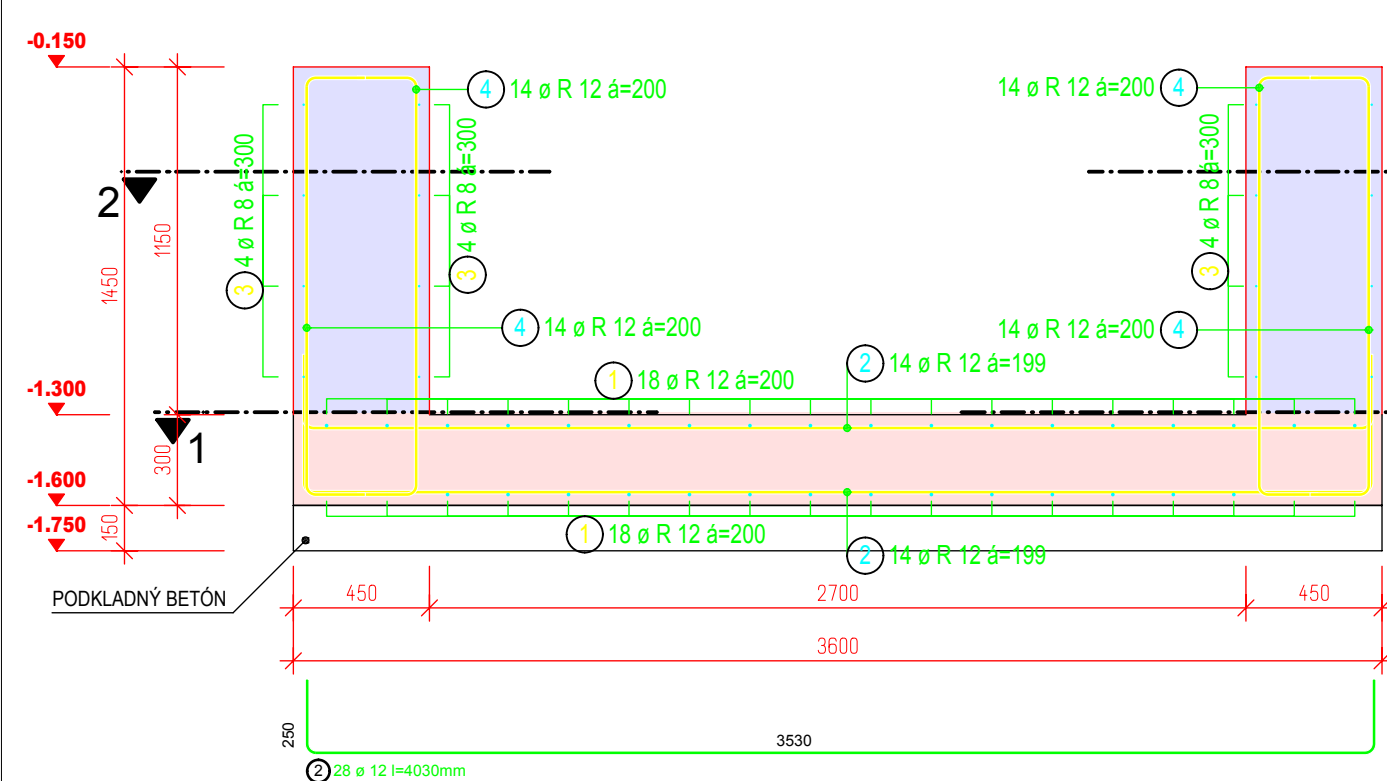 -0.150
4 14 ø R 12 á=200
14 ø R 12 á=200 4
4 ø R 8 á=300
4 ø R 8 á=300
4 ø R 8 á=300
2
1150
1450
3
3
3
4 14 ø R 12 á=200
14 ø R 12 á=200 4
2 14 ø R 12 á=199
1 18 ø R 12 á=200
-1.300
1
300
-1.600
-1.750
150
1 18 ø R 12 á=200
2 14 ø R 12 á=199
PODKLADNÝ BETÓN
450
2700
450
3600
250
3530
2 28 ø 12 l=4030mm